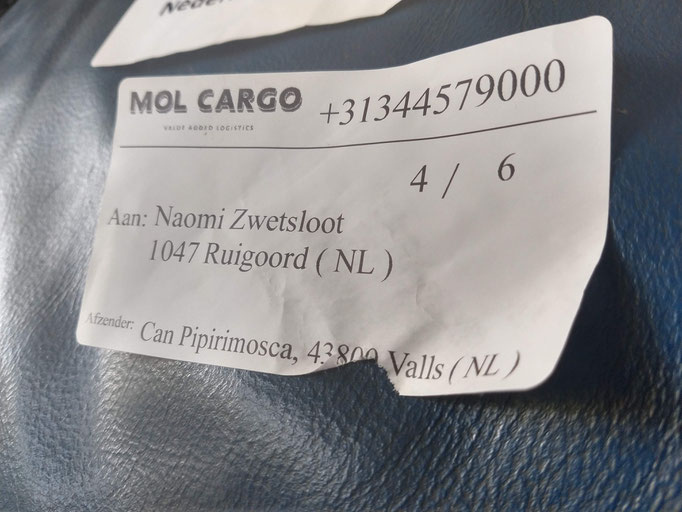 Neder
MOL CARGO +31344579000
VALUE ADDED LOGISTICS
4 / 6
Aan: Naomi Zwetsloot
1047 Ruigoord ( NL )
Afzender: Can Pipirimosca, 43800 Valls ( NL )